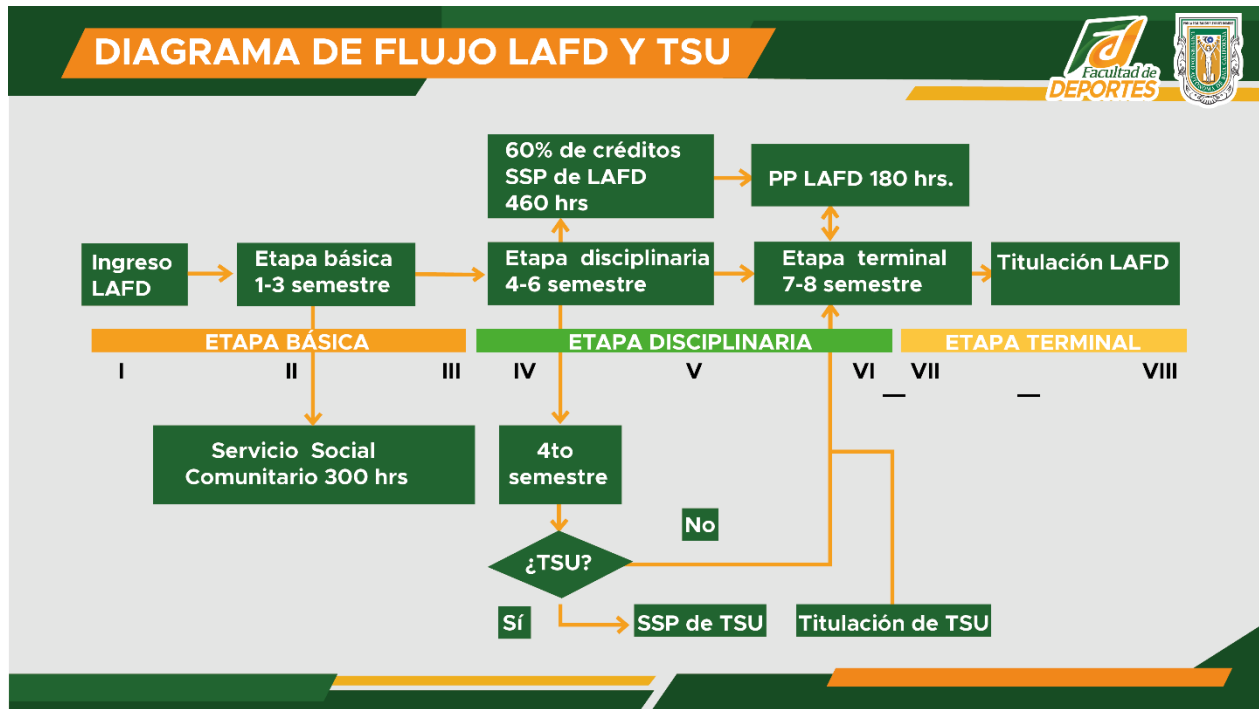 DIAGRAMA DE FLUJO LAFD Y TSU
Facultad de
DEPORTES
60% de créditos
SSP de LAFD
460 hrs
PP LAFD 180 hrs.
Ingreso
LAFD
Etapa básica
1-3 semestre
Etapa disciplinaria
4-6 semestre
Etapa terminal
7-8 semestre
Titulación LAFD
ETAPA BÁSICA
ETAPA DISCIPLINARIA
ETAPA TERMINAL
I
II
III
IV
V
VI
VII
VIII
Servicio Social
Comunitario 300 hrs
4to
semestre
No
¿TSU?
Sí
SSP de TSU
Titulación de TSU